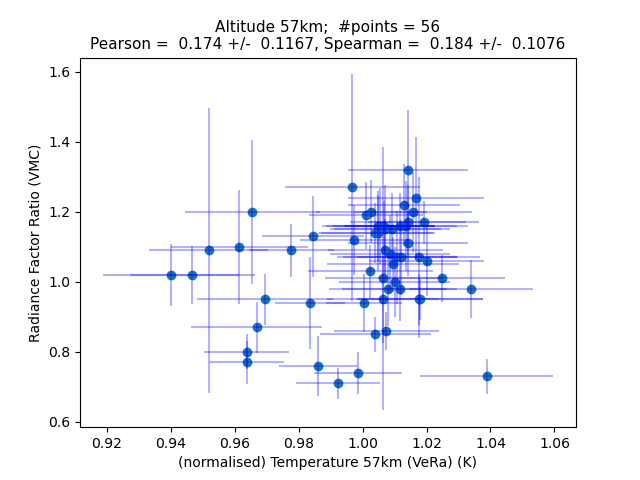 Altitude 57km;  #points = 56
Pearson =  0.174 +/-  0.1167, Spearman =  0.184 +/-  0.1076
1.6
1.4
1.2
1.0
0.8
0.6
Radiance Factor Ratio (VMC)
0.92 0.94 0.96 0.98 1.00 1.02 1.04 1.06
(normalised) Temperature 57km (VeRa) (K)